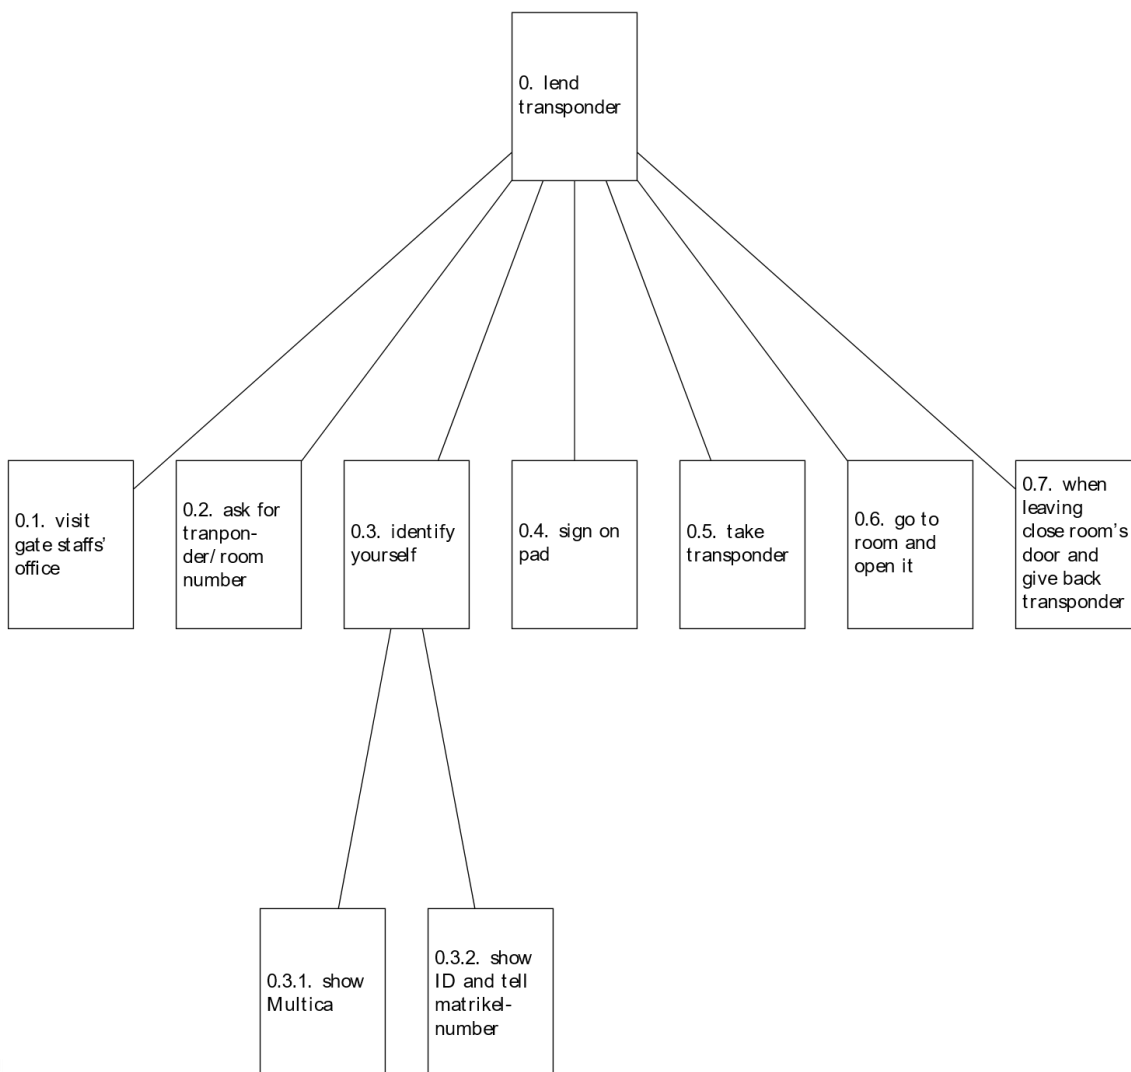 0. lend
transponder
0.1. visit
gate staffs'
office
0.2. ask for
tranpon-
der/room
number
0.3. identify
yourself
0.4. sign on
pad
0.5. take
transponder
0.6. go to
room and
open it
0.7. when
leaving
close room's
door and
give back
transponder
0.3.1. show
Multica
0.3.2. show
ID and tell
matrikel-
number